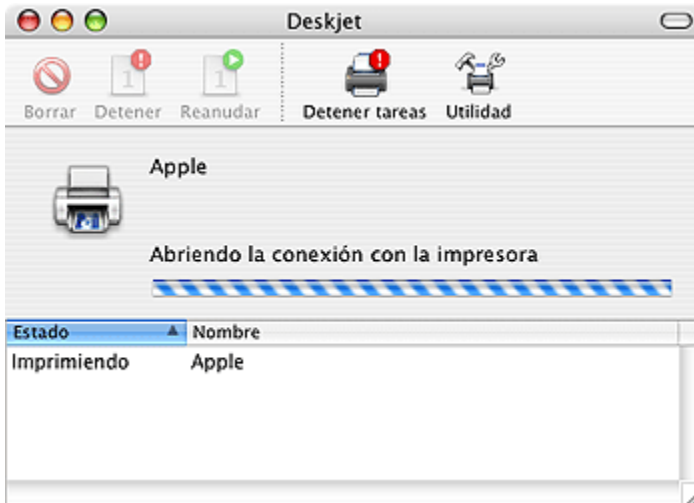 Deskjet
Borrar Detener Reanudar Detener tareas Utilidad
Apple
Abriendo la conexión con la impresora
Estado Nombre
Imprimiendo Apple